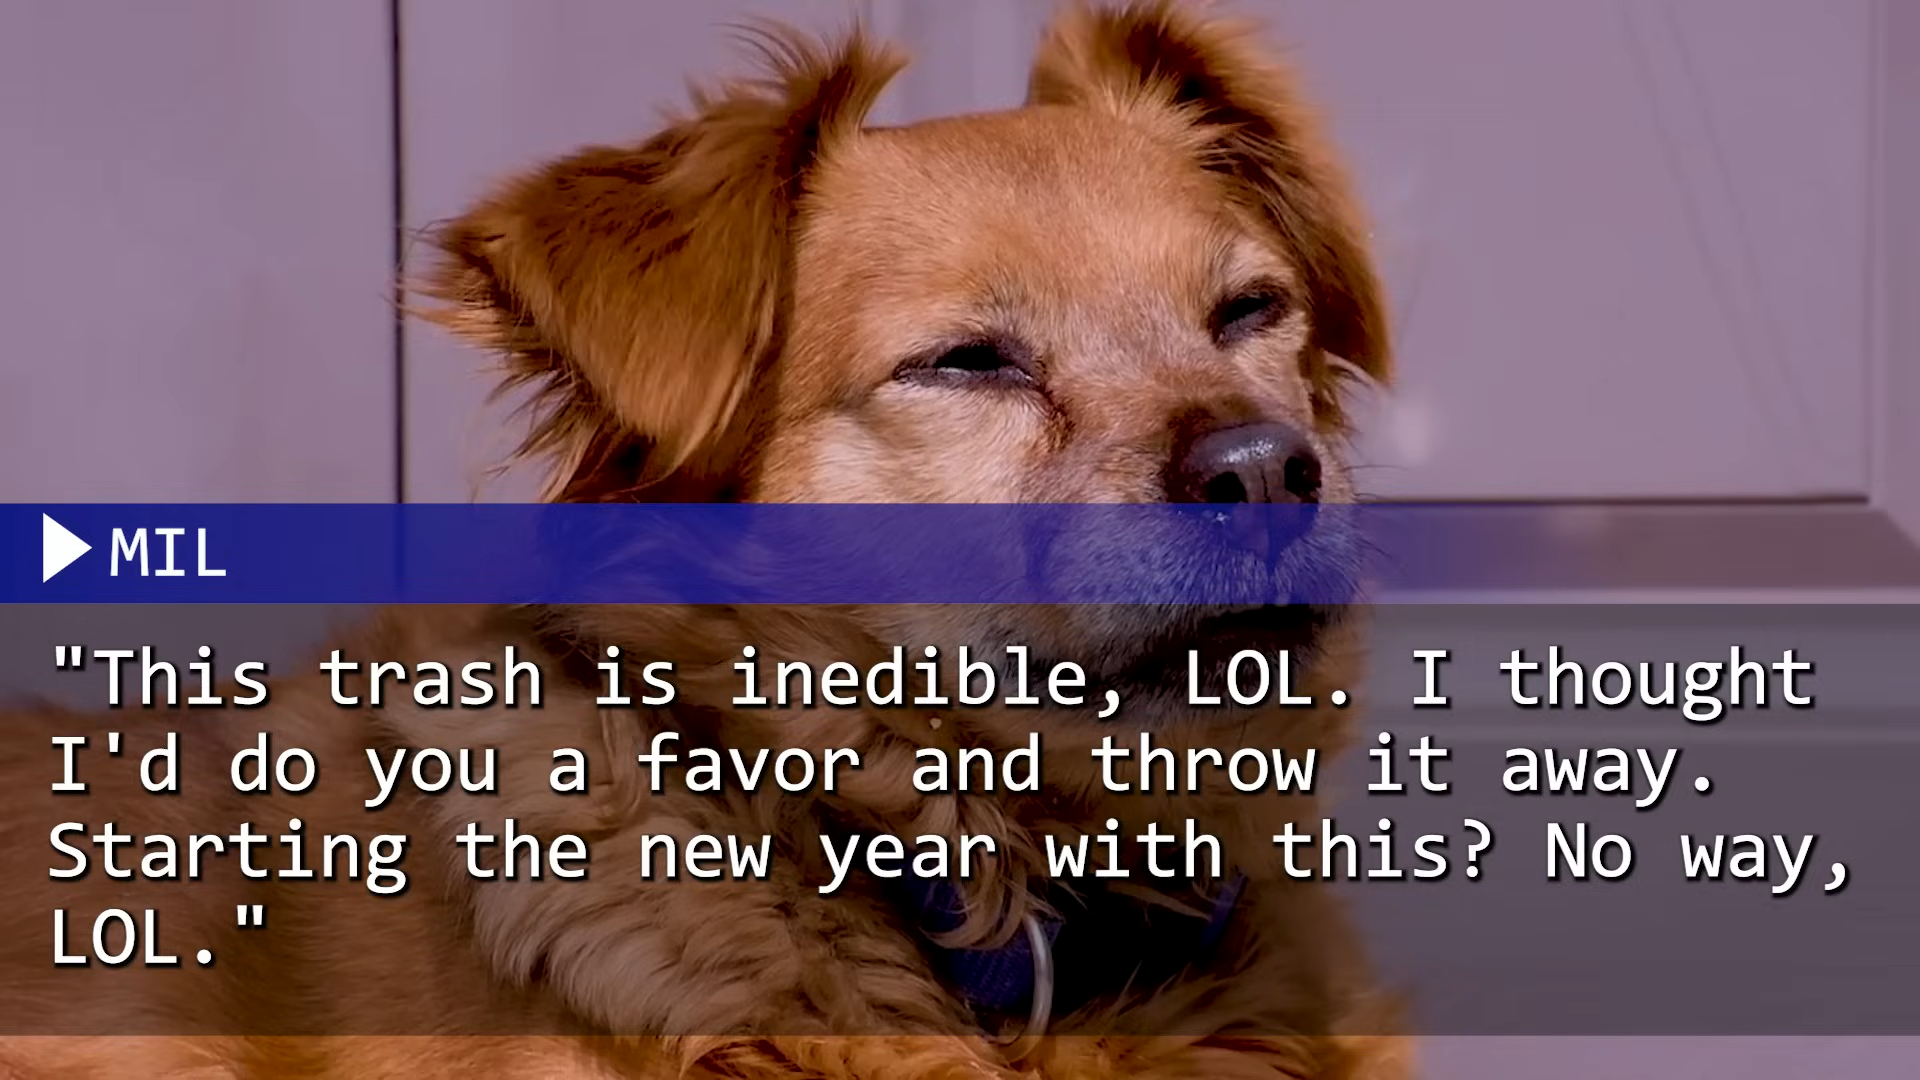 MIL
"This trash is inedible, LOL. I thought
I'd do you a favor and throw it away.
Starting the new year with this? No way,
LOL."